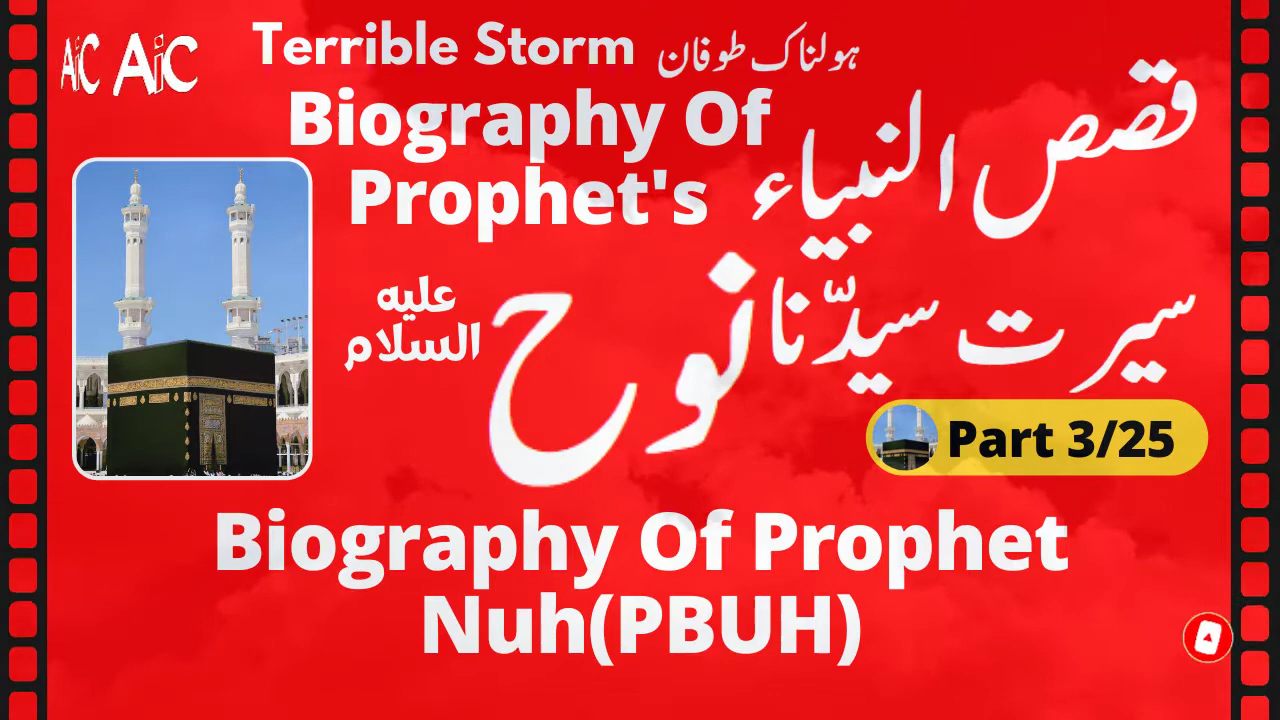 AiC AiC
Terrible Storm ہولناک طوفان
Biography Of
Prophet's
قصص النبیاء
سیرت سیدّنا نوح
علیه
السلام
Part 3/25
Biography Of Prophet
Nuh(PBUH)